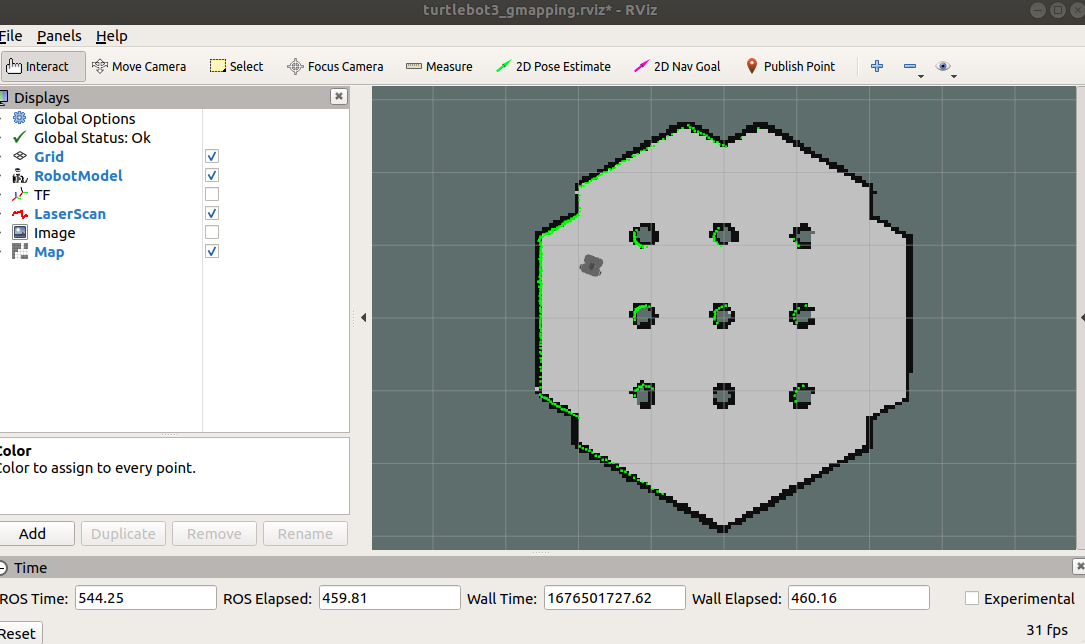 turtlebot3_gmapping.rviz* - RViz
File Panels Help
Interact Move Camera Select Focus Camera Measure 2D Pose Estimate 2D Nav Goal Publish Point
Displays
Global Options
Global Status: Ok
Grid
RobotModel
TF
LaserScan
Image
Map
Color
Color to assign to every point.
Add Duplicate Remove Rename
Time
ROS Time: 544.25 ROS Elapsed: 459.81 Wall Time: 1676501727.62 Wall Elapsed: 460.16 Experimental
Reset 31 fps